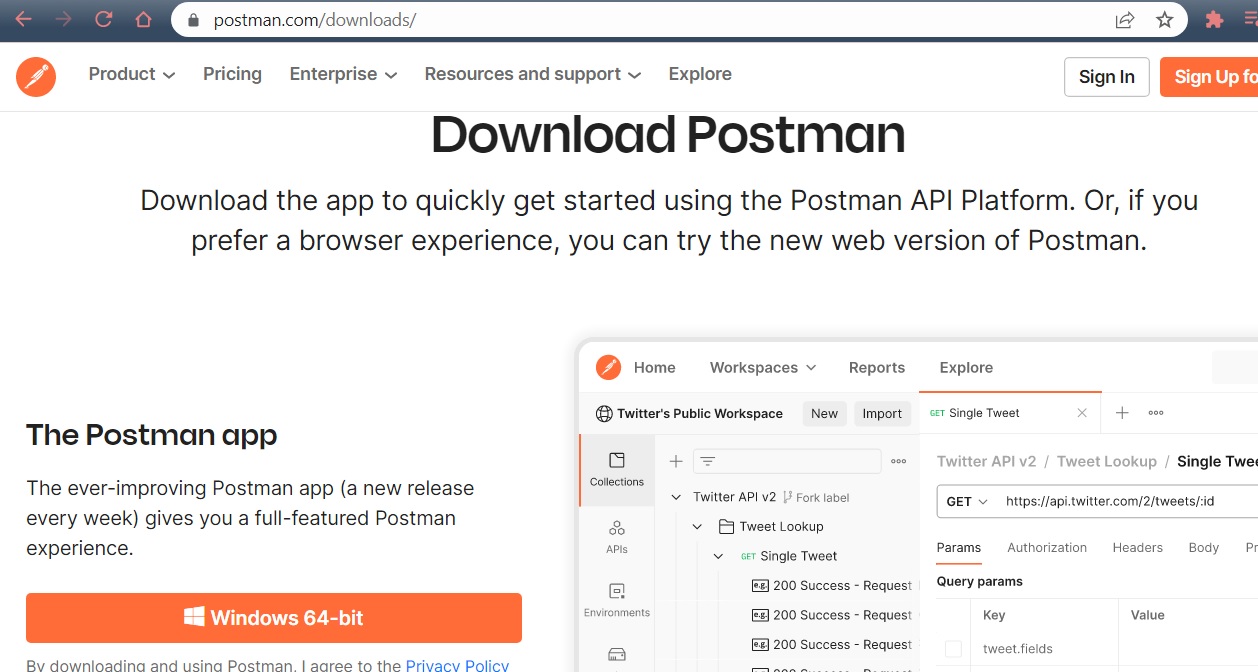 postman.com/downloads/
Product
Pricing
Enterprise
Resources and support
Explore
Sign In
Sign Up
Download Postman
Download the app to quickly get started using the Postman API Platform. Or, if you
prefer a browser experience, you can try the new web version of Postman.
The Postman app
The ever-improving Postman app (a new release
every week) gives you a full-featured Postman
experience.
Windows 64-bit
By downloading and using Postman, I agree to the Privacy Policy
Home
Workspaces
Reports
Explore
Twitter's Public Workspace
New
Import
GET Single Tweet
Collections
APIs
Environments
Twitter API v2 Fork label
Tweet Lookup
GET Single Tweet
e.g. 200 Success - Request
e.g. 200 Success - Request
e.g. 200 Success - Request
Twitter API v2 / Tweet Lookup / Single
GET https://api.twitter.com/2/tweets/:id
Params
Authorization
Headers
Body
Query params
Key
Value
tweet.fields